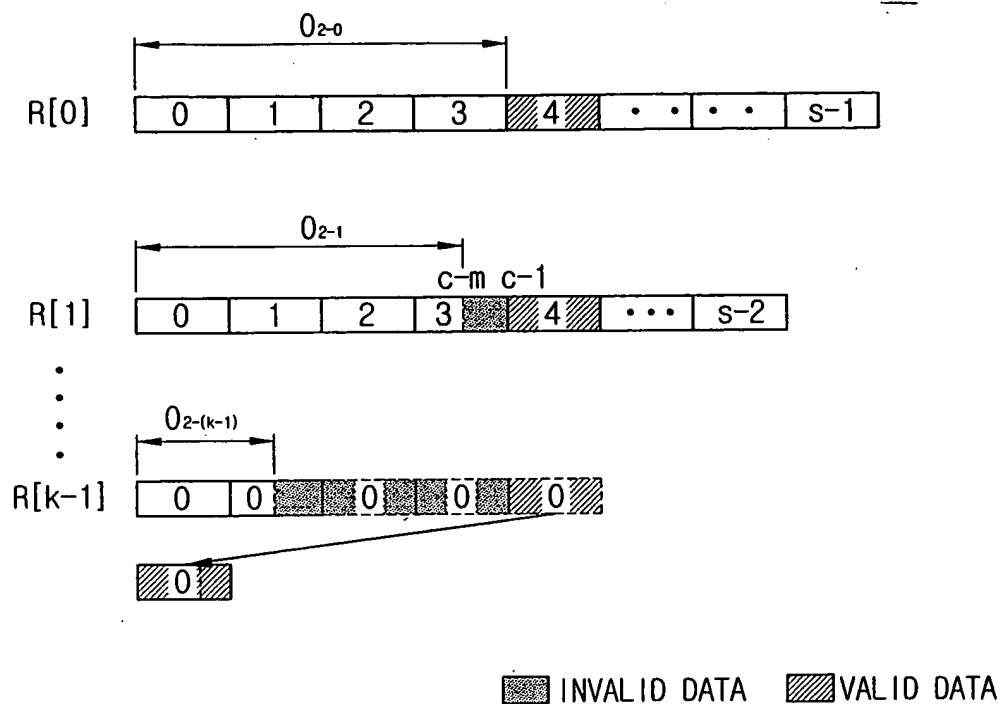 O2-0
R[0] 0 1 2 3 4 • • • • s-1
O2-1
c-m c-1
R[1] 0 1 2 3 4 ••• s-2
O2-(k-1)
R[k-1] 0 0 0 0 0
0
INVALID DATA VALID DATA